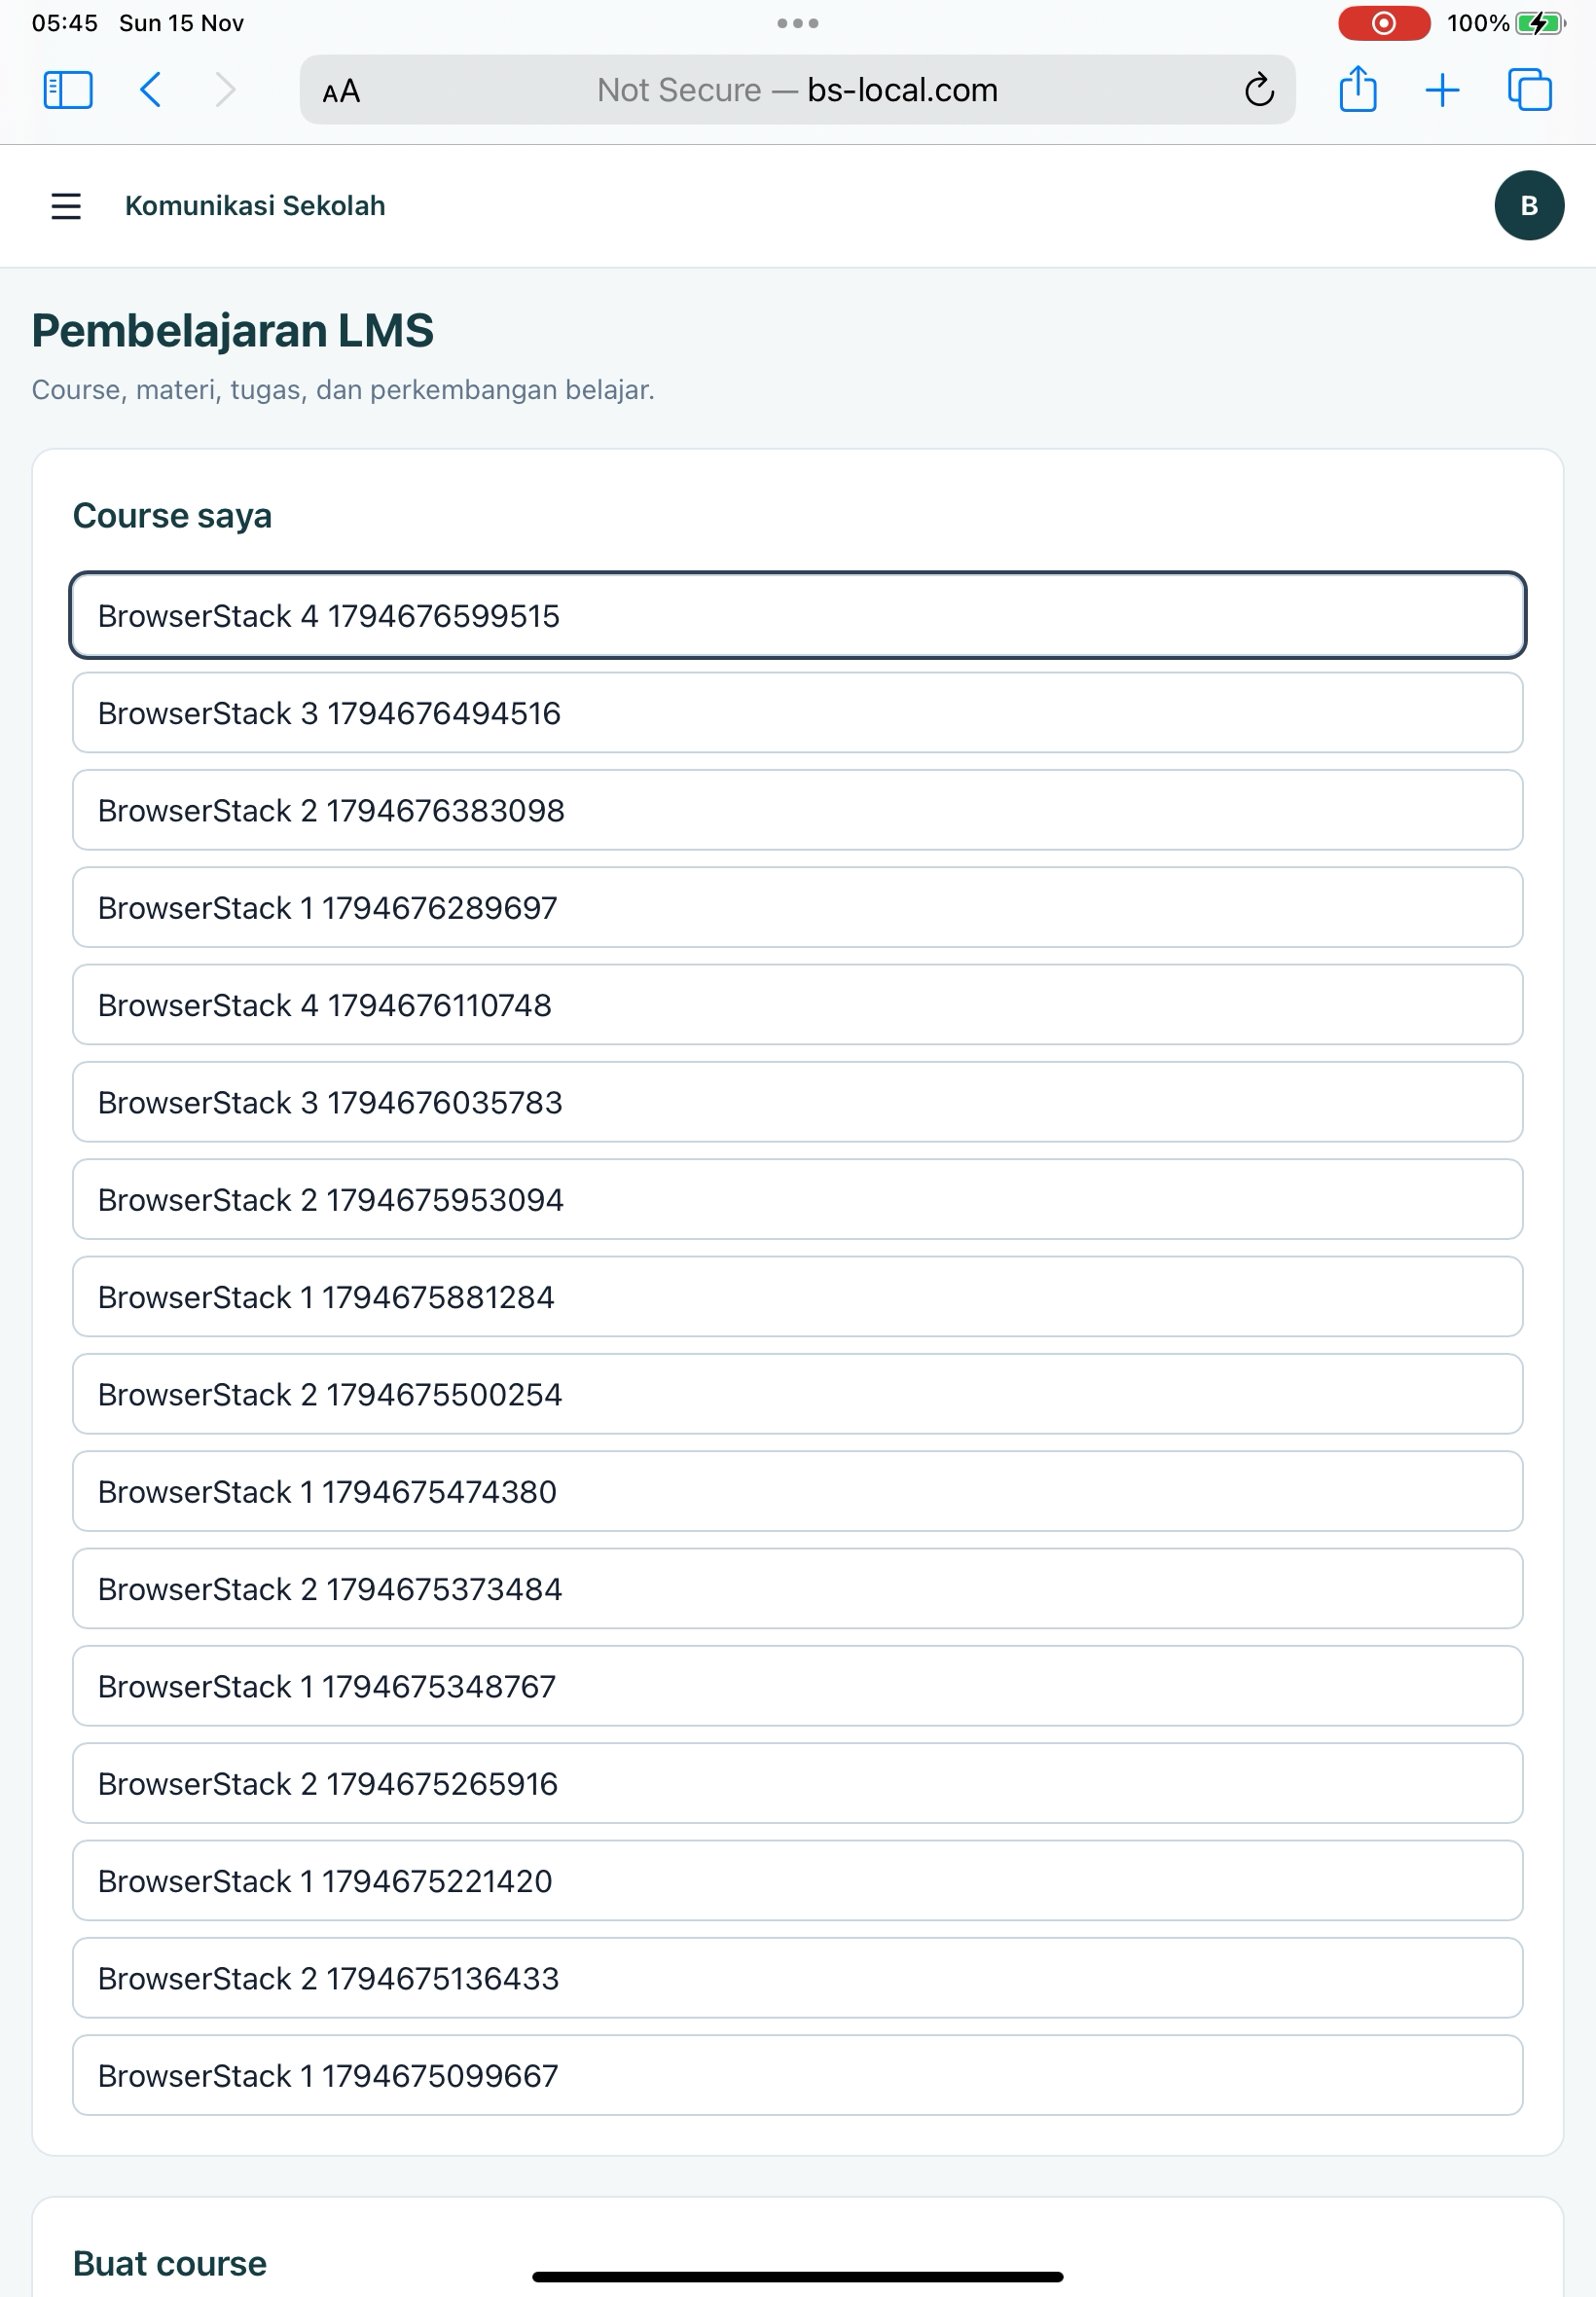 05:45 Sun 15 Nov
100%
AA Not Secure — bs-local.com
Komunikasi Sekolah
B
Pembelajaran LMS
Course, materi, tugas, dan perkembangan belajar.
Course saya
BrowserStack 4 1794676599515
BrowserStack 3 1794676494516
BrowserStack 2 1794676383098
BrowserStack 1 1794676289697
BrowserStack 4 1794676110748
BrowserStack 3 1794676035783
BrowserStack 2 1794675953094
BrowserStack 1 1794675881284
BrowserStack 2 1794675500254
BrowserStack 1 1794675474380
BrowserStack 2 1794675373484
BrowserStack 1 1794675348767
BrowserStack 2 1794675265916
BrowserStack 1 1794675221420
BrowserStack 2 1794675136433
BrowserStack 1 1794675099667
Buat course